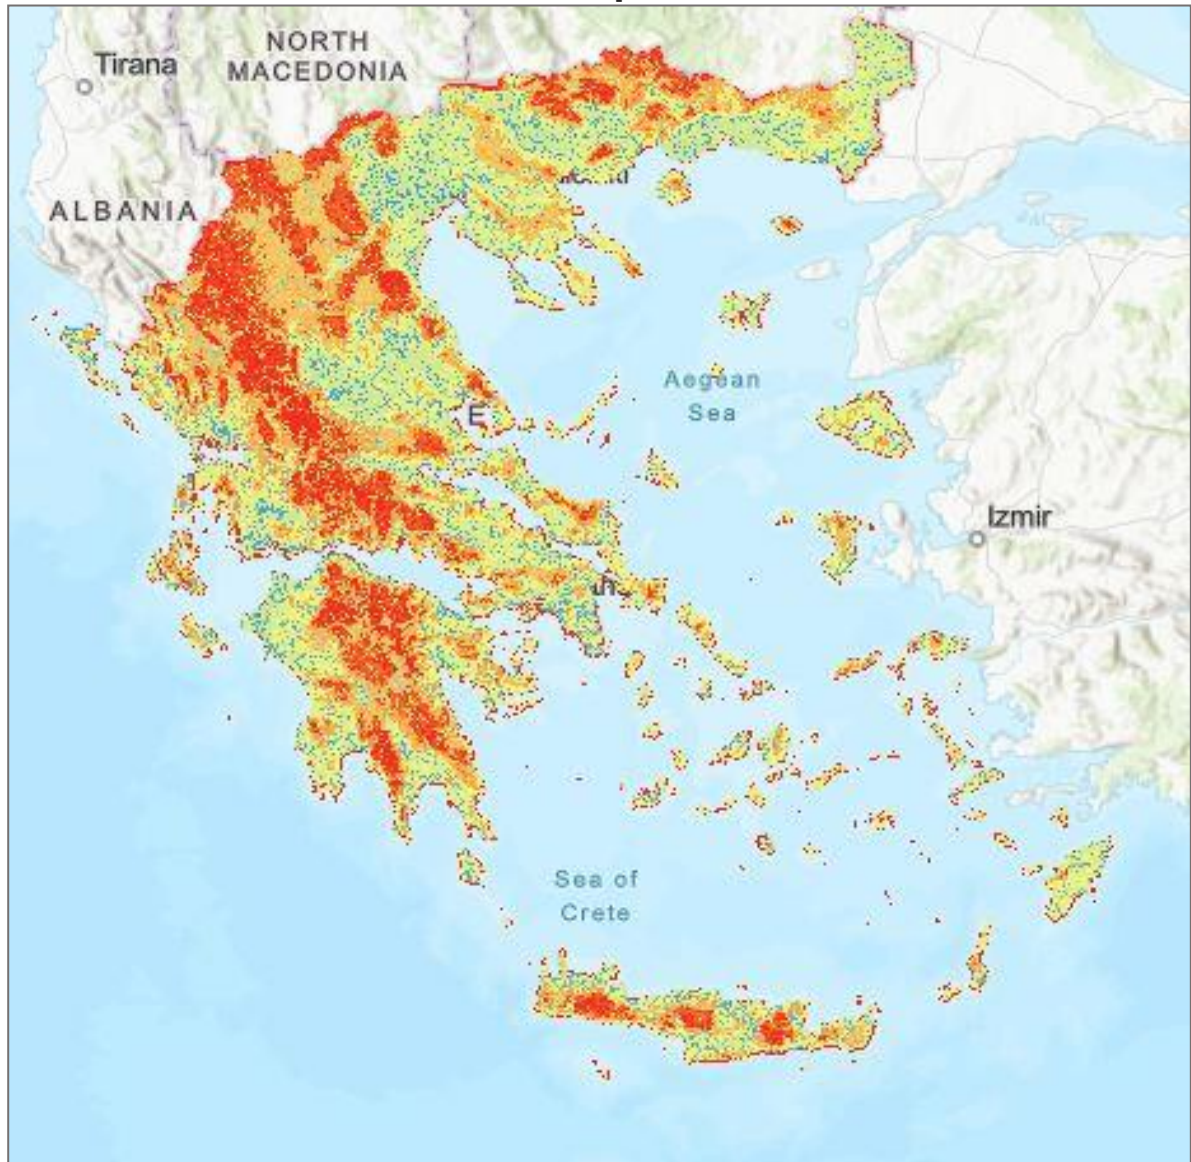 NORTH
MACEDONIA
Tirana
ALBANIA
Aegean
Sea
E
Izmir
Sea of
Crete